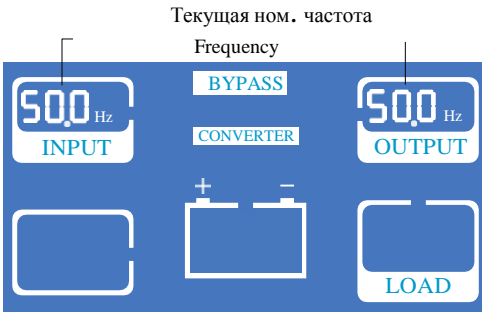 Текущая ном. частота
Frequency
BYPASS
50.0 Hz
50.0 Hz
CONVERTER
INPUT
OUTPUT
+ −
LOAD